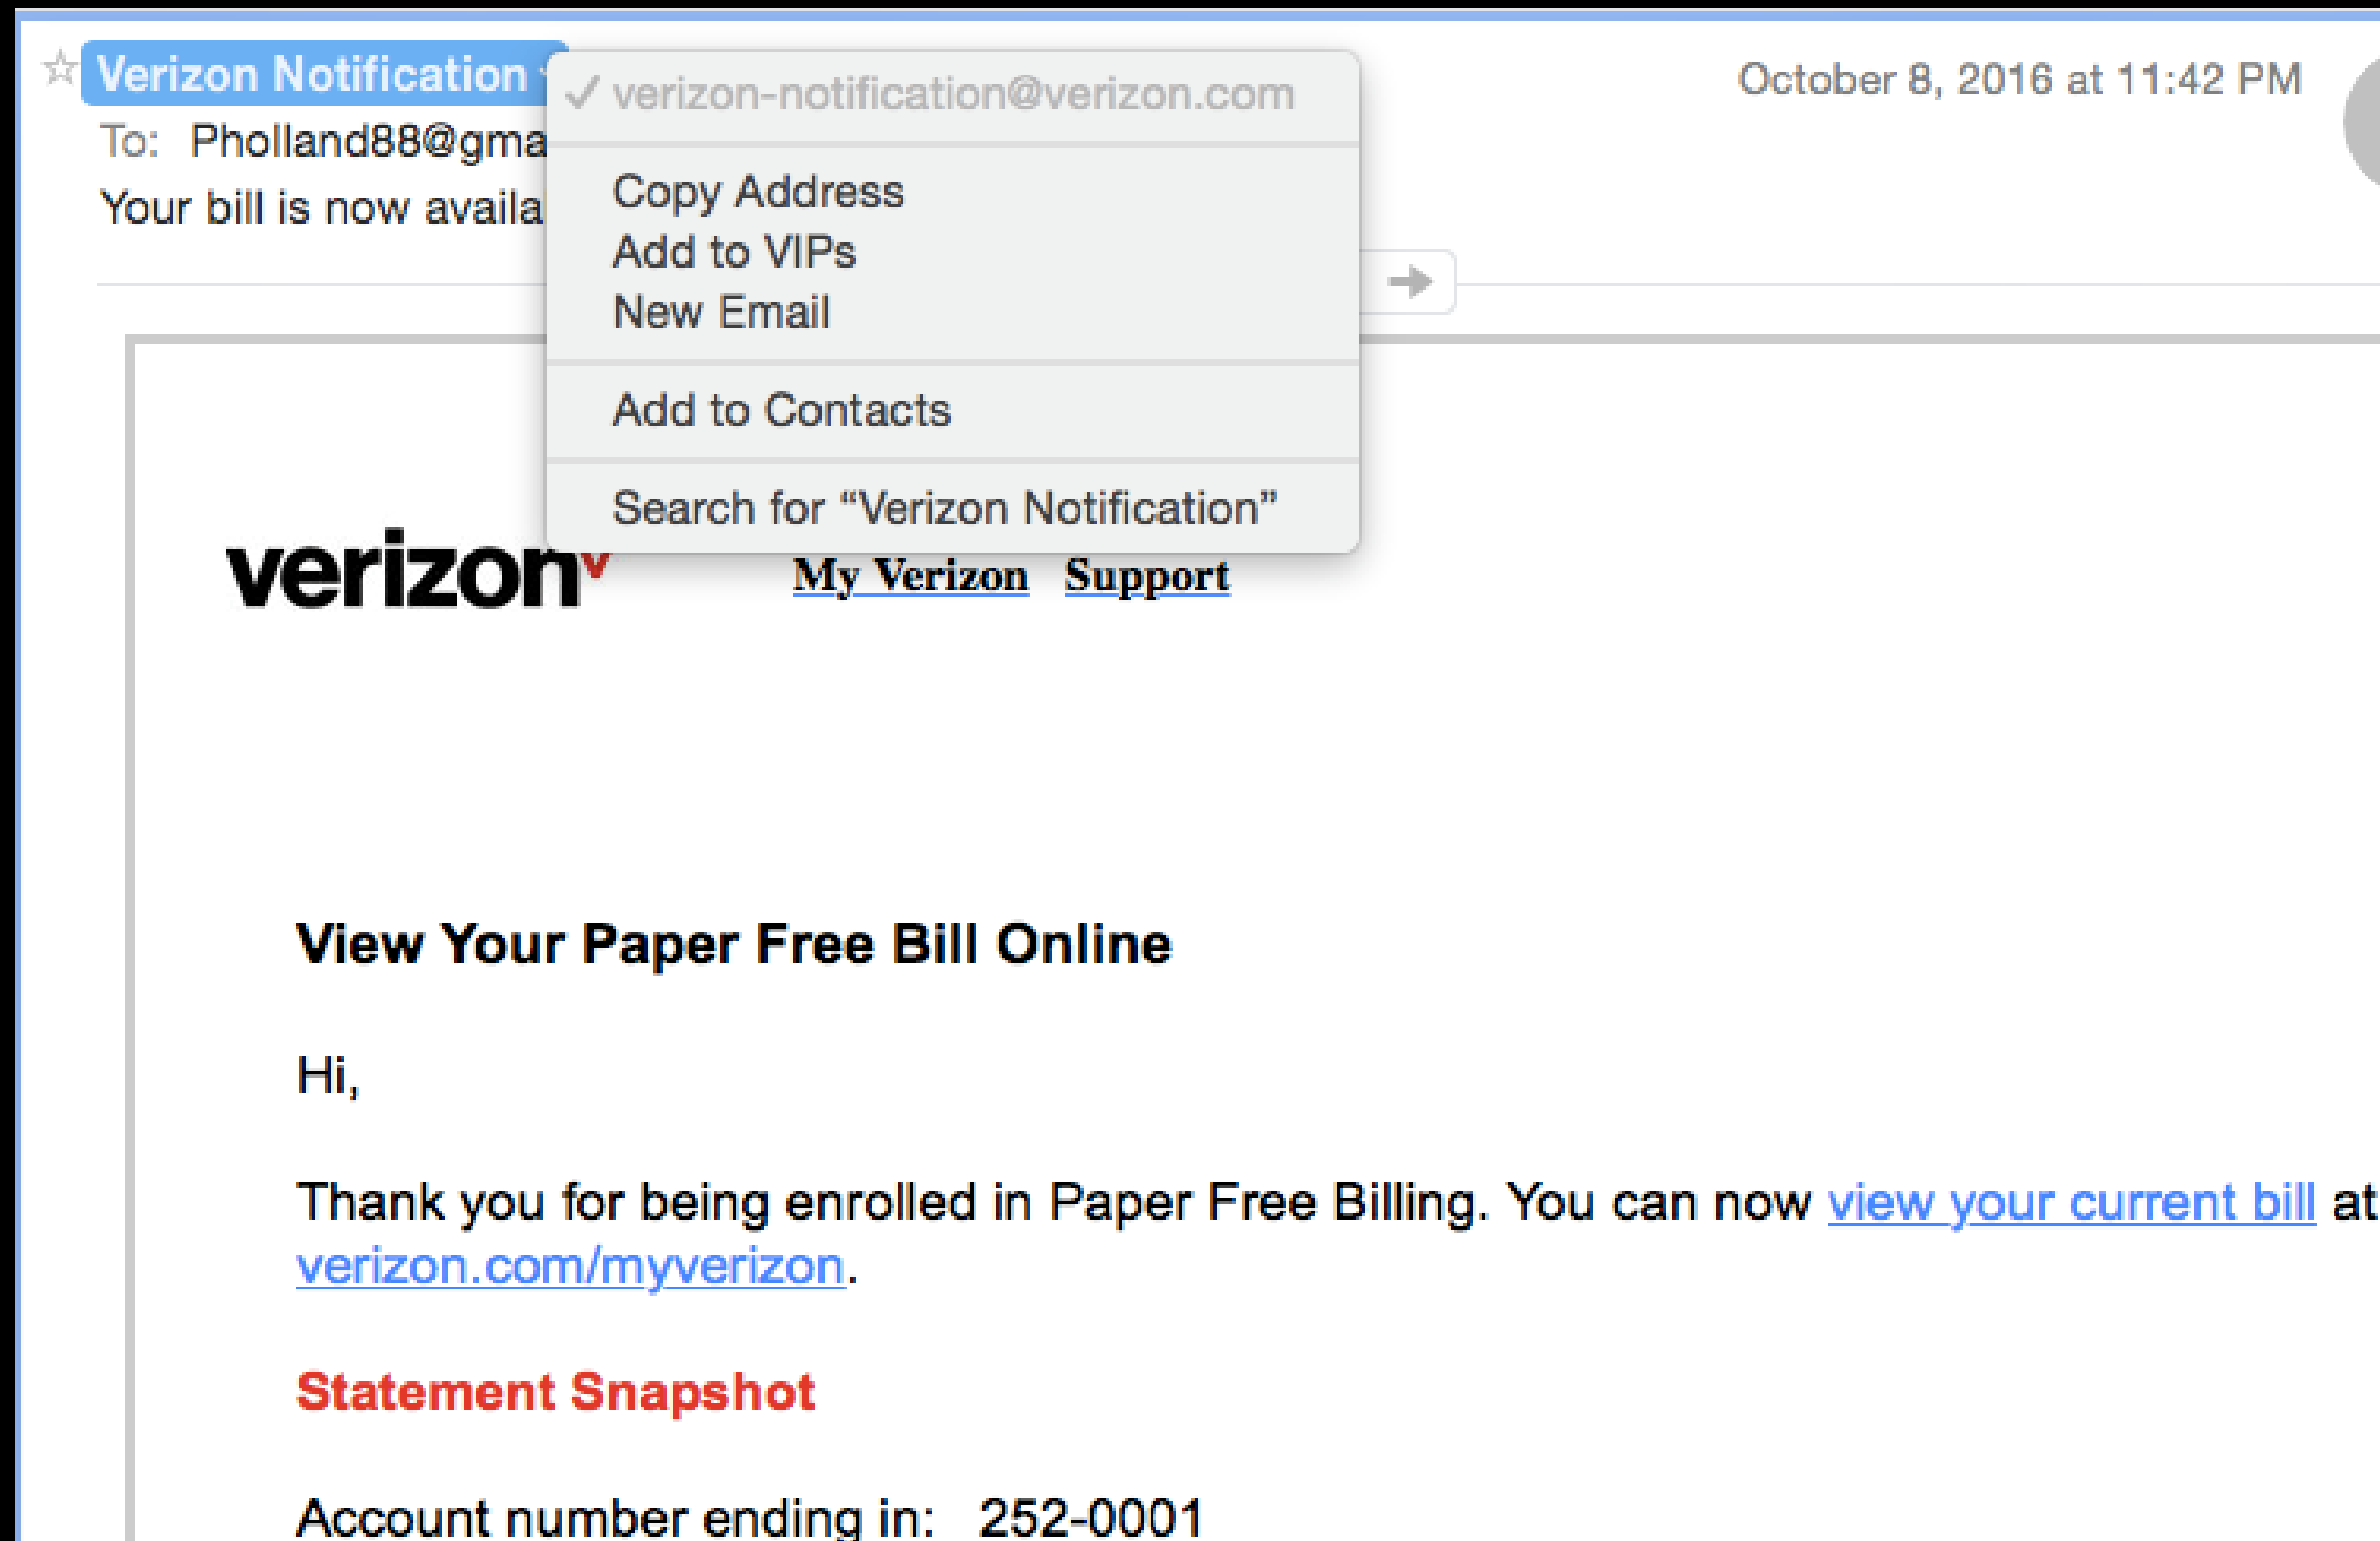 Verizon Notification
✓ verizon-notification@verizon.com
October 8, 2016 at 11:42 PM
To: Pholland88@gma
Your bill is now availa
Copy Address
Add to VIPs
New Email
Add to Contacts
Search for “Verizon Notification”
verizon
My Verizon Support
View Your Paper Free Bill Online
Hi,
Thank you for being enrolled in Paper Free Billing. You can now view your current bill at
verizon.com/myverizon.
Statement Snapshot
Account number ending in: 252-0001